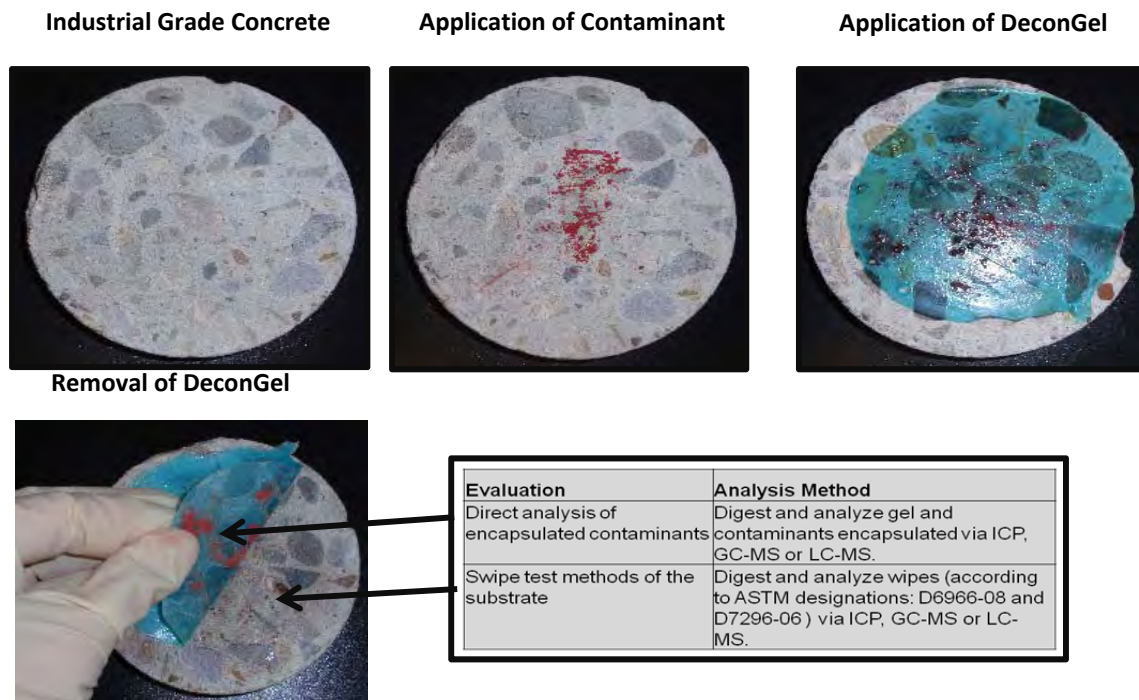 Industrial Grade Concrete
Application of Contaminant
Application of DeconGel
Removal of DeconGel
Evaluation
Analysis Method
Direct analysis of
encapsulated contaminants
Digest and analyze gel and
contaminants encapsulated via ICP,
GC-MS or LC-MS.
Swipe test methods of the
substrate
Digest and analyze wipes (according
to ASTM designations: D6966-08 and
D7296-06 ) via ICP, GC-MS or LC-
MS.